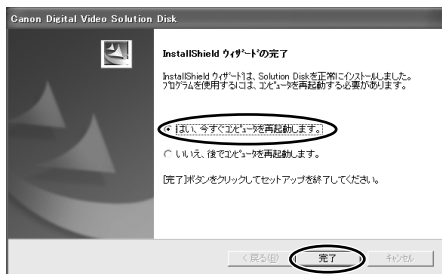 Canon Digital Video Solution Disk
InstallShield ウィザードの完了
InstallShield ウィザードは、Solution Diskを正常にインストールしました。
プログラムを使用するには、コンピュータを再起動する必要があります。
はい、今すぐコンピュータを再起動します。
いいえ、後でコンピュータを再起動します。
[完了]ボタンをクリックしてセットアップを終了してください。
< 戻る(B)
完了
キャンセル